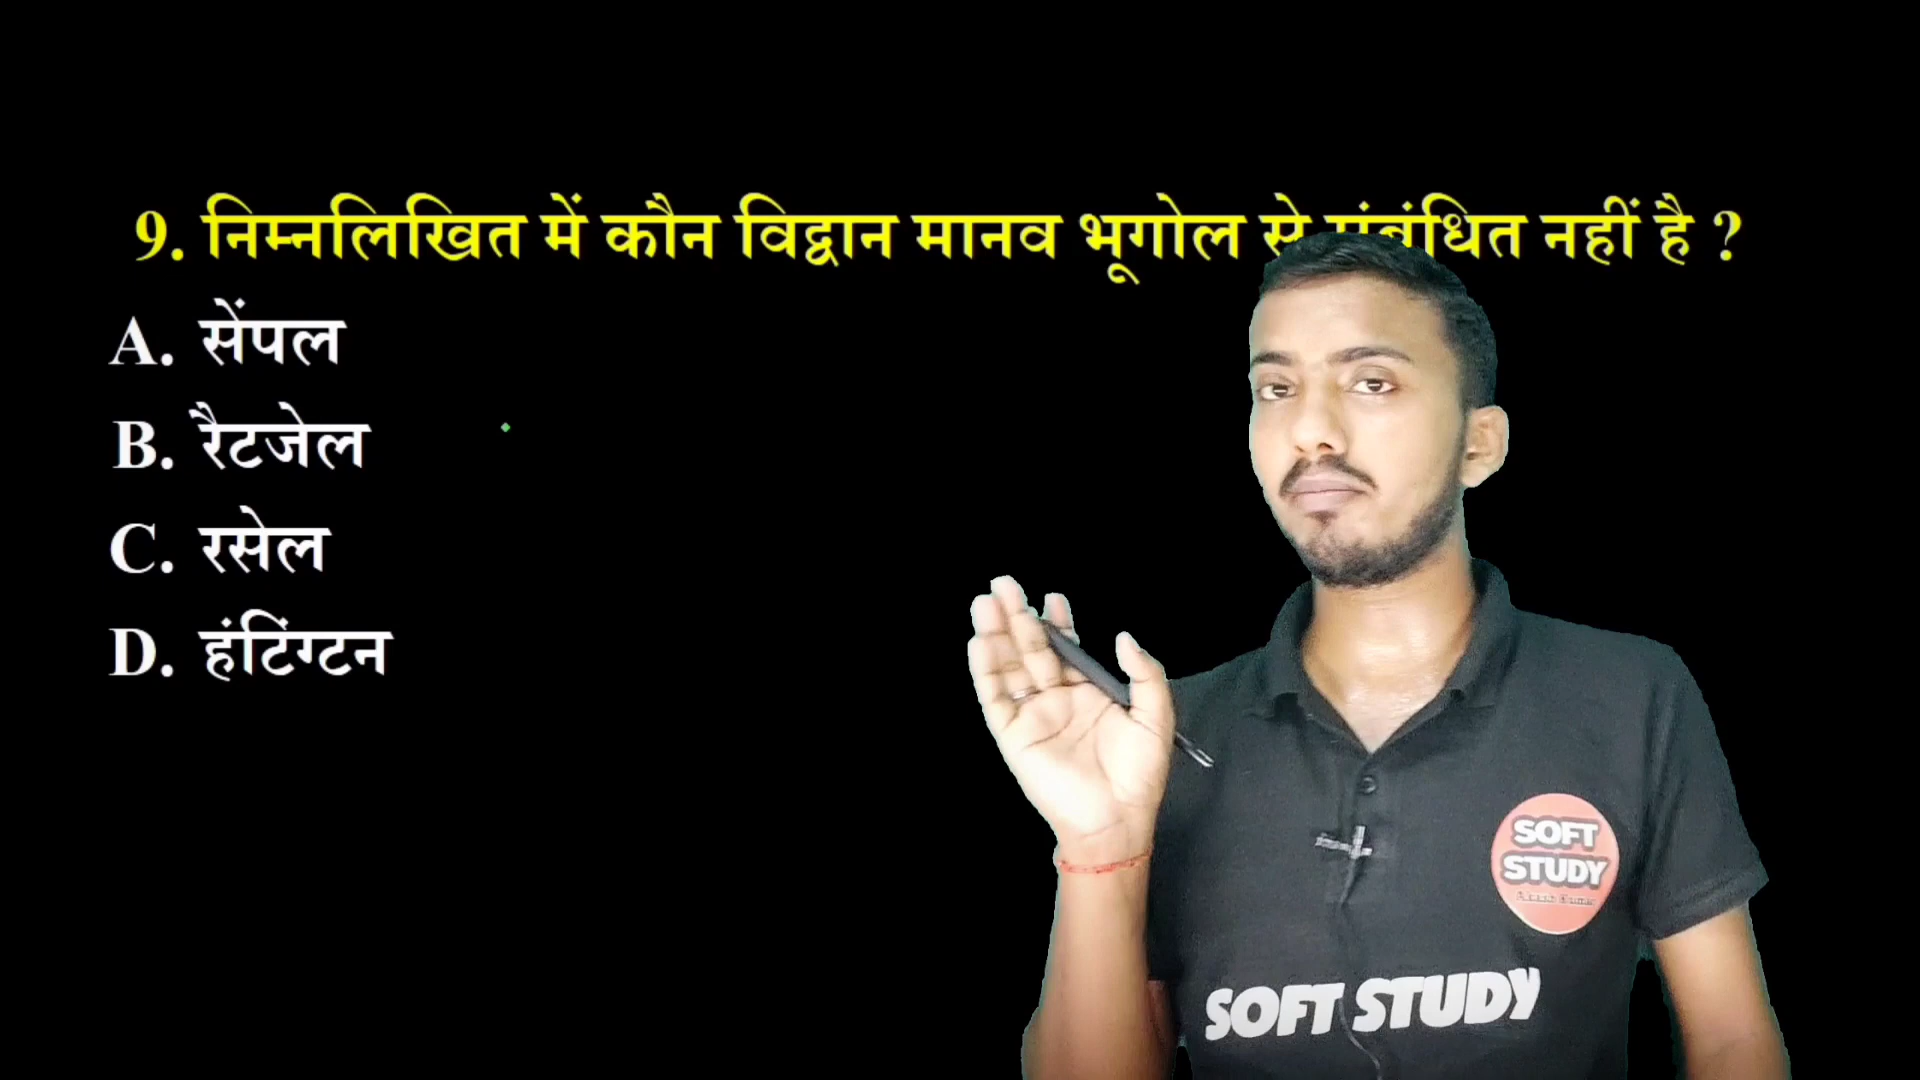 9. निम्नलिखित में कौन विद्वान मानव भूगोल से संबंधित नहीं है ?
A. सेंपल
B. रैटजेल
C. रसेल
D. हंटिंग्टन
SOFT
STUDY
SOFT STUDY